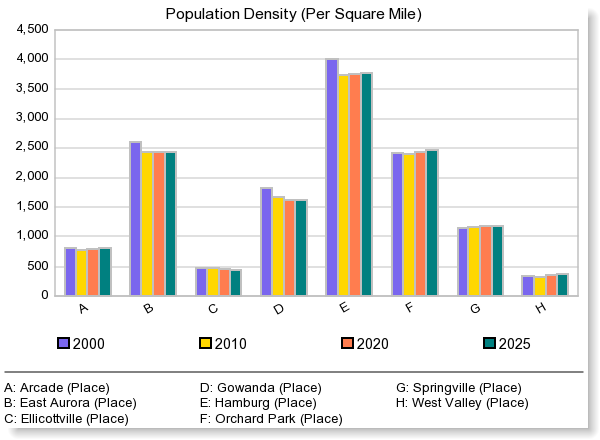 Population Density (Per Square Mile)
4,500
4,000
3,500
3,000
2,500
2,000
1,500
1,000
500
0
A B C D E F G H
2000 2010 2020 2025
A: Arcade (Place) D: Gowanda (Place) G: Springville (Place)
B: East Aurora (Place) E: Hamburg (Place) H: West Valley (Place)
C: Ellicottville (Place) F: Orchard Park (Place)